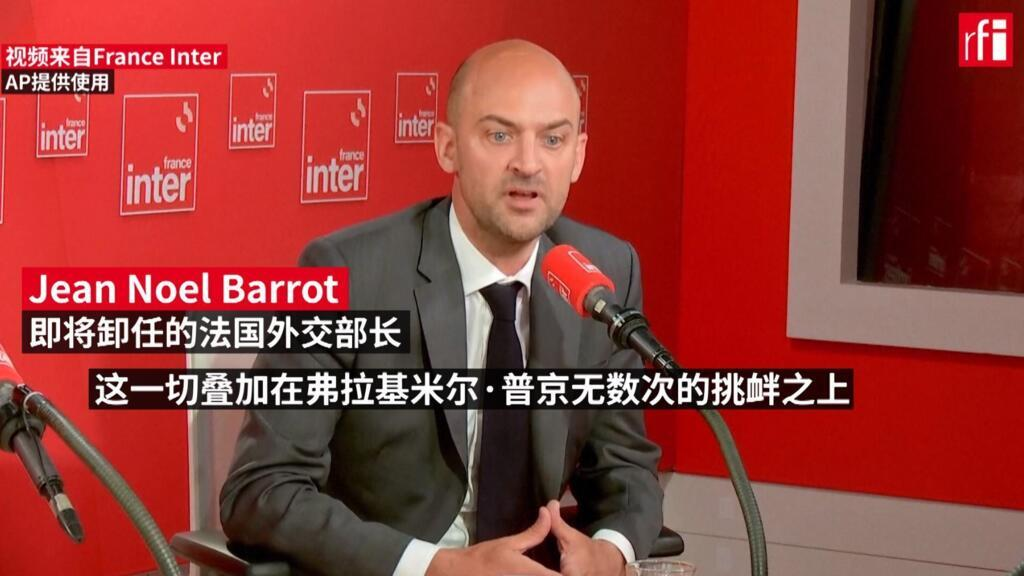 视频来自France Inter
AP提供使用
rfi
france
inter
france
inter
france
inter
france
inter
france
inter
Jean Noel Barrot
即将卸任的法国外交部长
这一切叠加在弗拉基米尔·普京无数次的挑衅之上